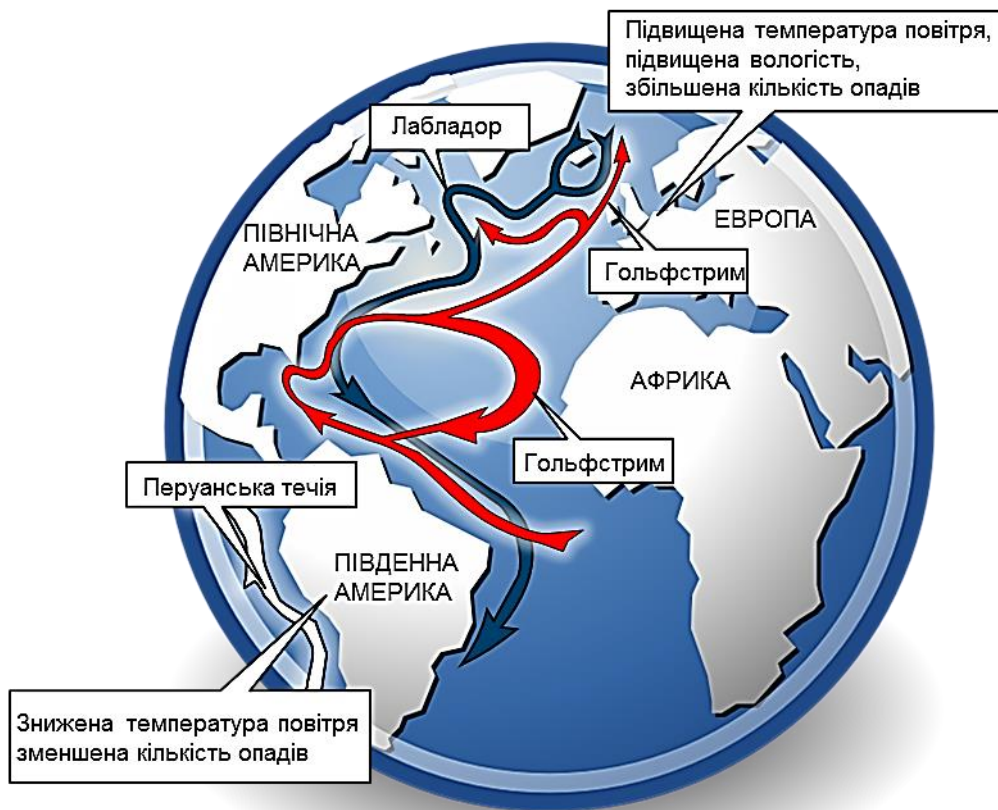 Підвищена температура повітря,
підвищена вологість,
збільшена кількість опадів
Лабладор
ПІВНІЧНА
АМЕРИКА
ЕВРОПА
Гольфстрим
АФРИКА
Гольфстрим
Перуанська течія
ПІВДЕННА
АМЕРИКА
Знижена температура повітря
зменшена кількість опадів